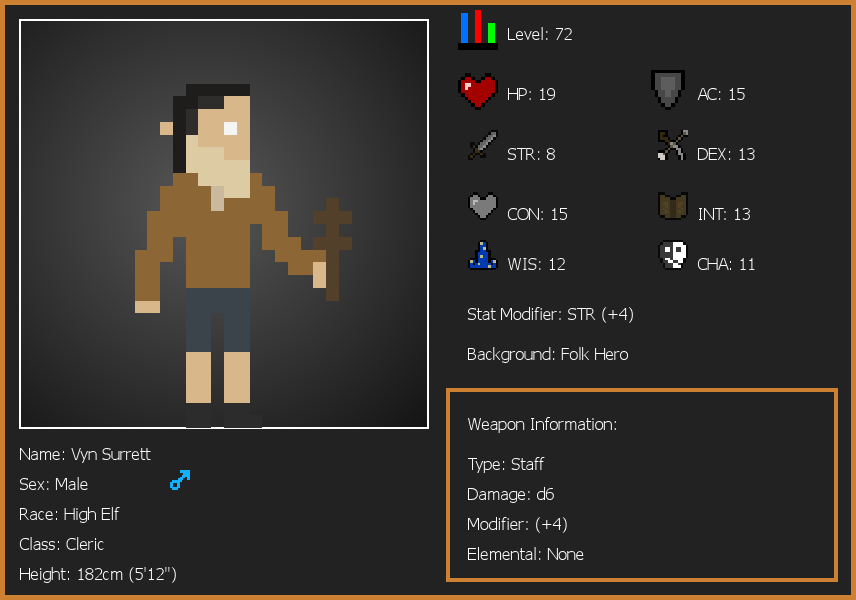 Level: 72
HP: 19
AC: 15
STR: 8
DEX: 13
CON: 15
INT: 13
WIS: 12
CHA: 11
Stat Modifier: STR (+4)
Background: Folk Hero
Weapon Information:
Type: Staff
Damage: d6
Modifier: (+4)
Elemental: None
Name: Vyn Surrett
Sex: Male
Race: High Elf
Class: Cleric
Height: 182cm (5'12")